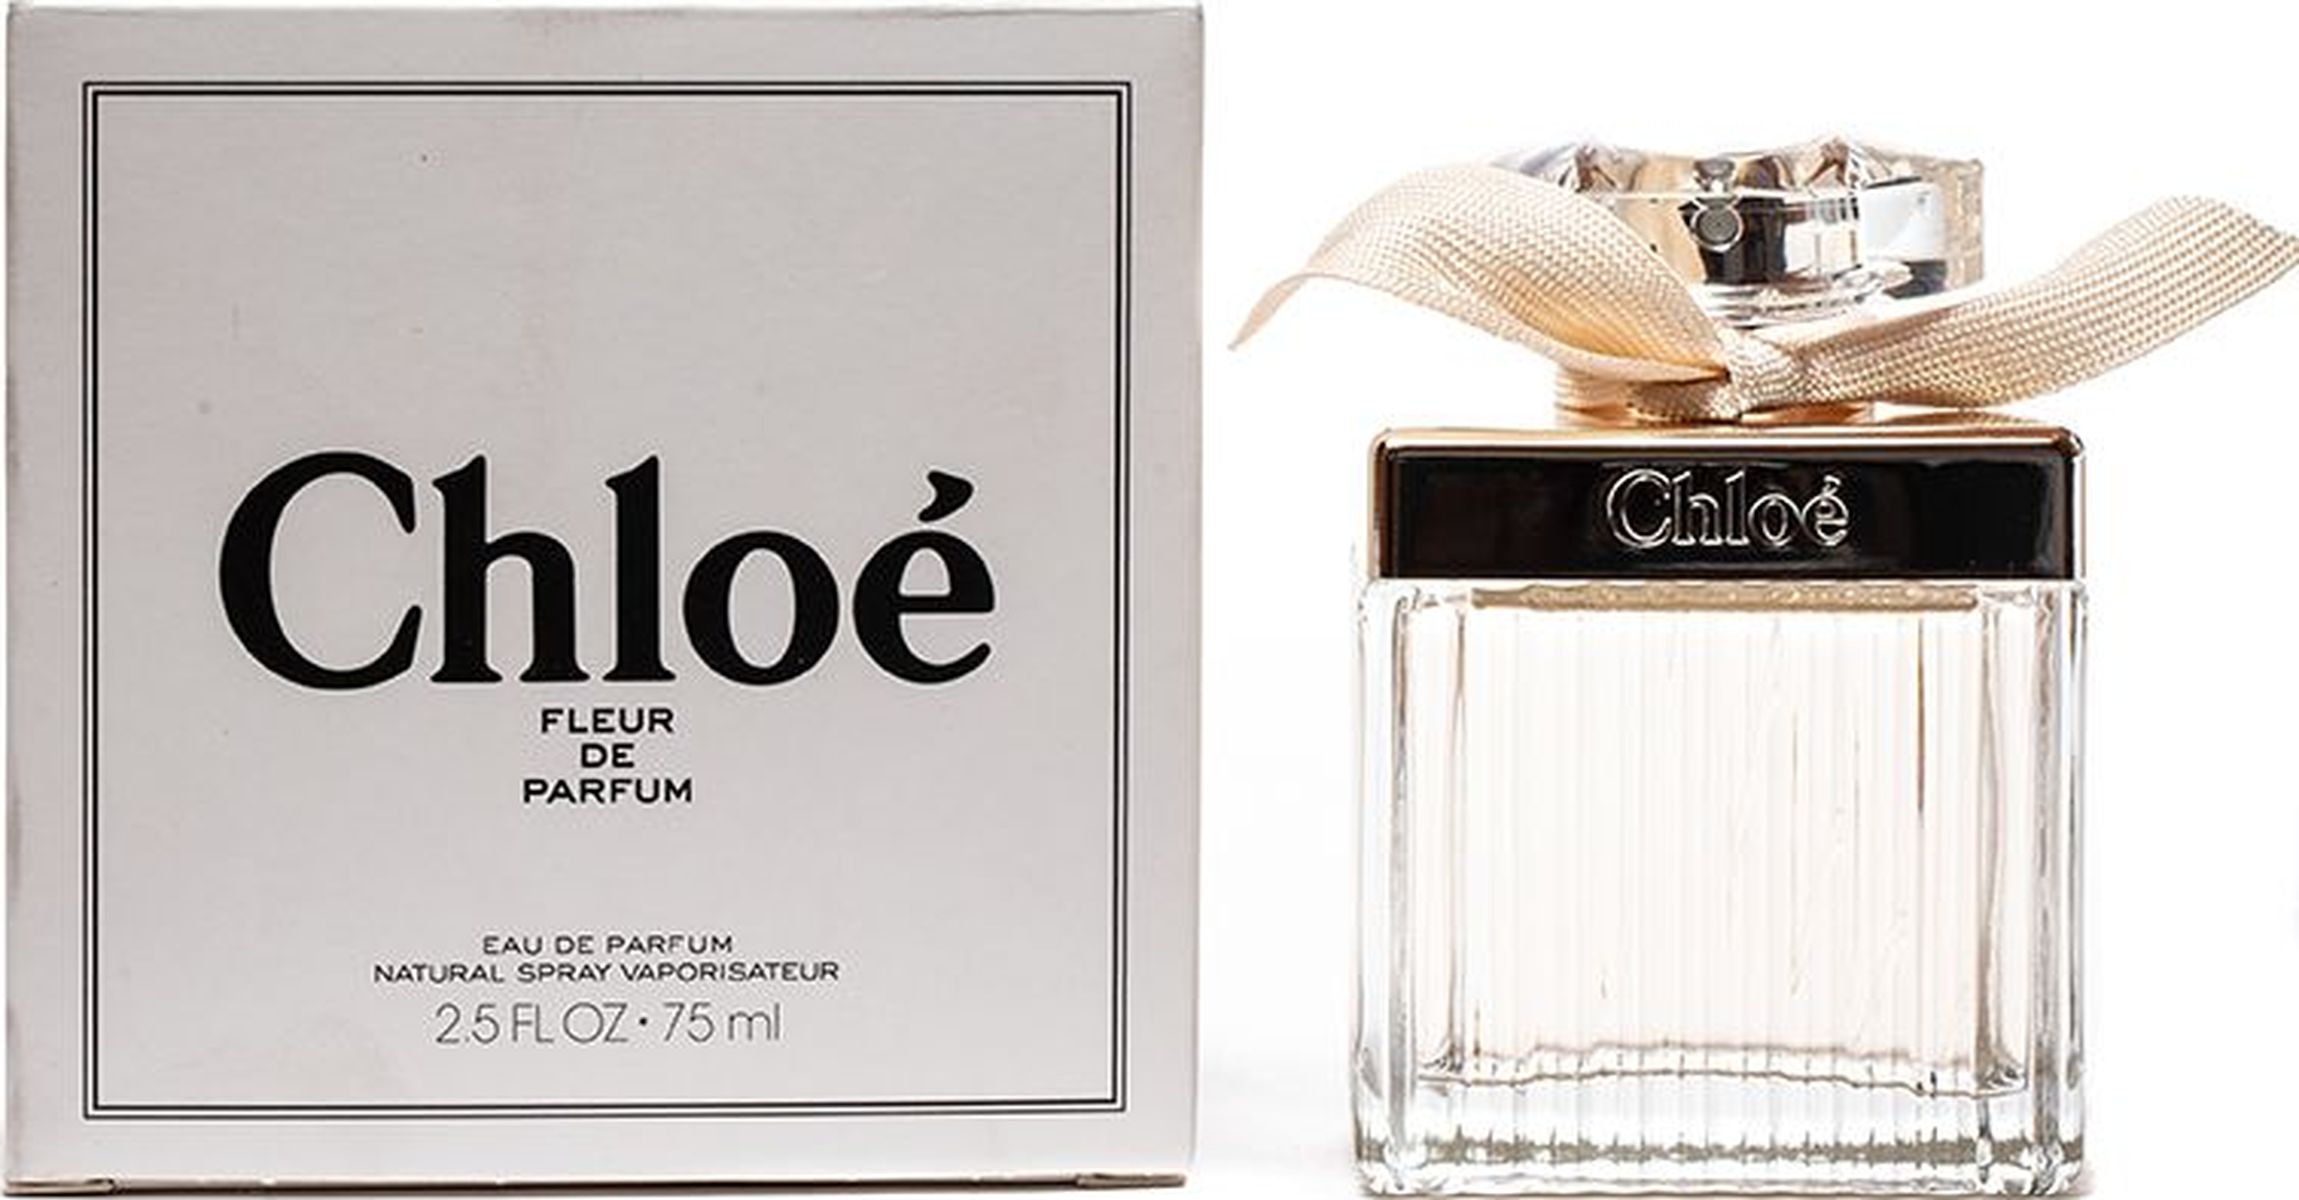 Chloé
FLEUR
DE
PARFUM
EAU DE PARFUM
NATURAL SPRAY VAPORISATEUR
2.5 FL OZ • 75 ml
Chloé